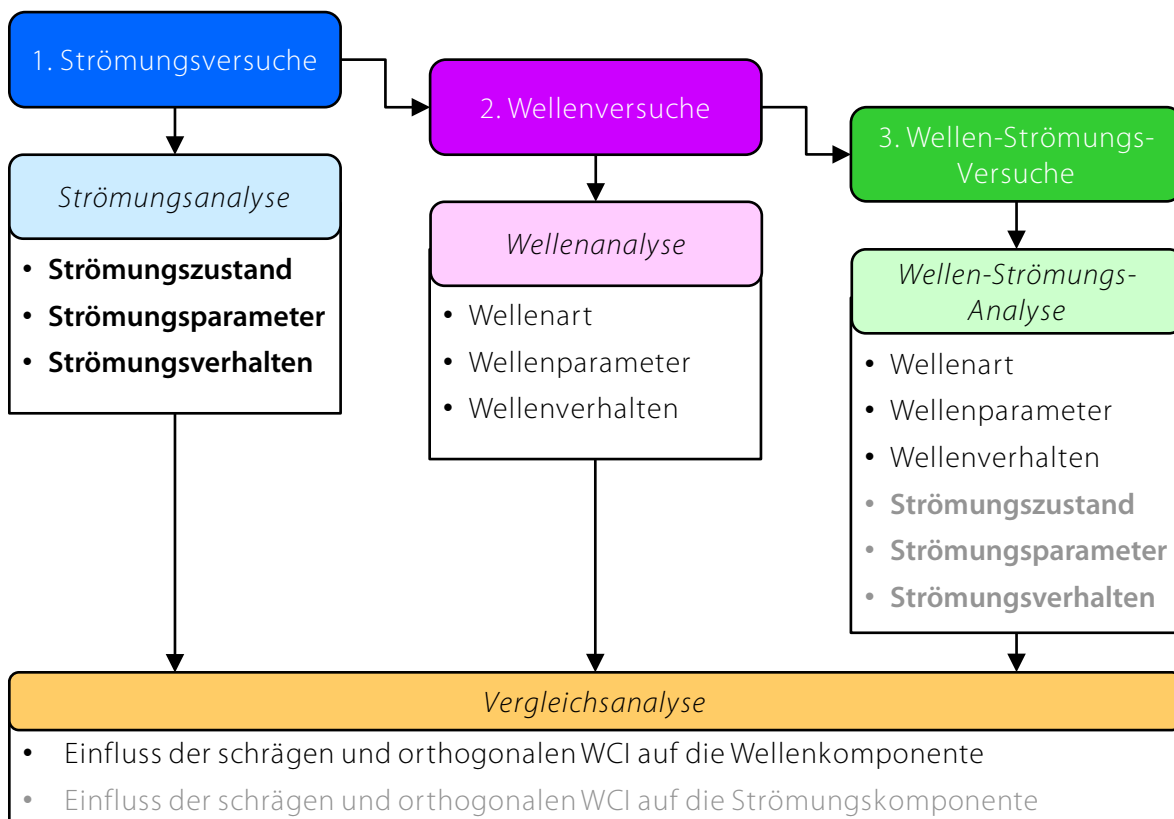 1. Strömungsversuche
Strömungsanalyse
• Strömungszustand
• Strömungsparameter
• Strömungsverhalten
2. Wellenversuche
Wellenanalyse
• Wellenart
• Wellenparameter
• Wellenverhalten
3. Wellen-Strömungs-
Versuche
Wellen-Strömungs-
Analyse
• Wellenart
• Wellenparameter
• Wellenverhalten
• Strömungszustand
• Strömungsparameter
• Strömungsverhalten
Vergleichsanalyse
• Einfluss der schrägen und orthogonalen WCI auf die Wellenkomponente
• Einfluss der schrägen und orthogonalen WCI auf die Strömungskomponente